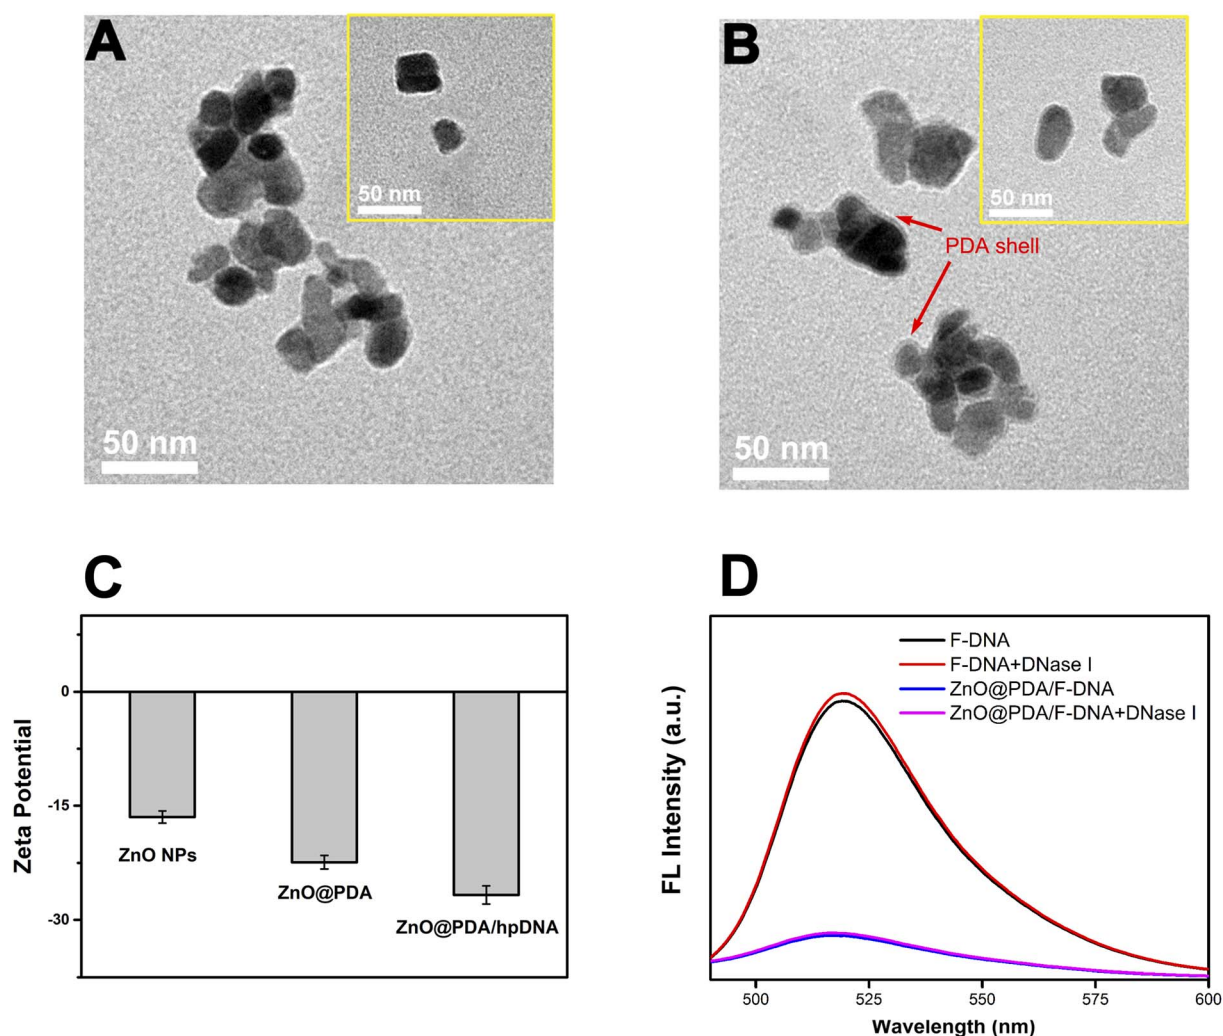 A
50 nm
50 nm
B
50 nm
PDA shell
50 nm
C
Zeta Potential
0
-15
-30
ZnO NPs
ZnO@PDA
ZnO@PDA/hpDNA
D
FL Intensity (a.u.)
F-DNA
F-DNA+DNase I
ZnO@PDA/F-DNA
ZnO@PDA/F-DNA+DNase I
500
525
550
575
600
Wavelength (nm)